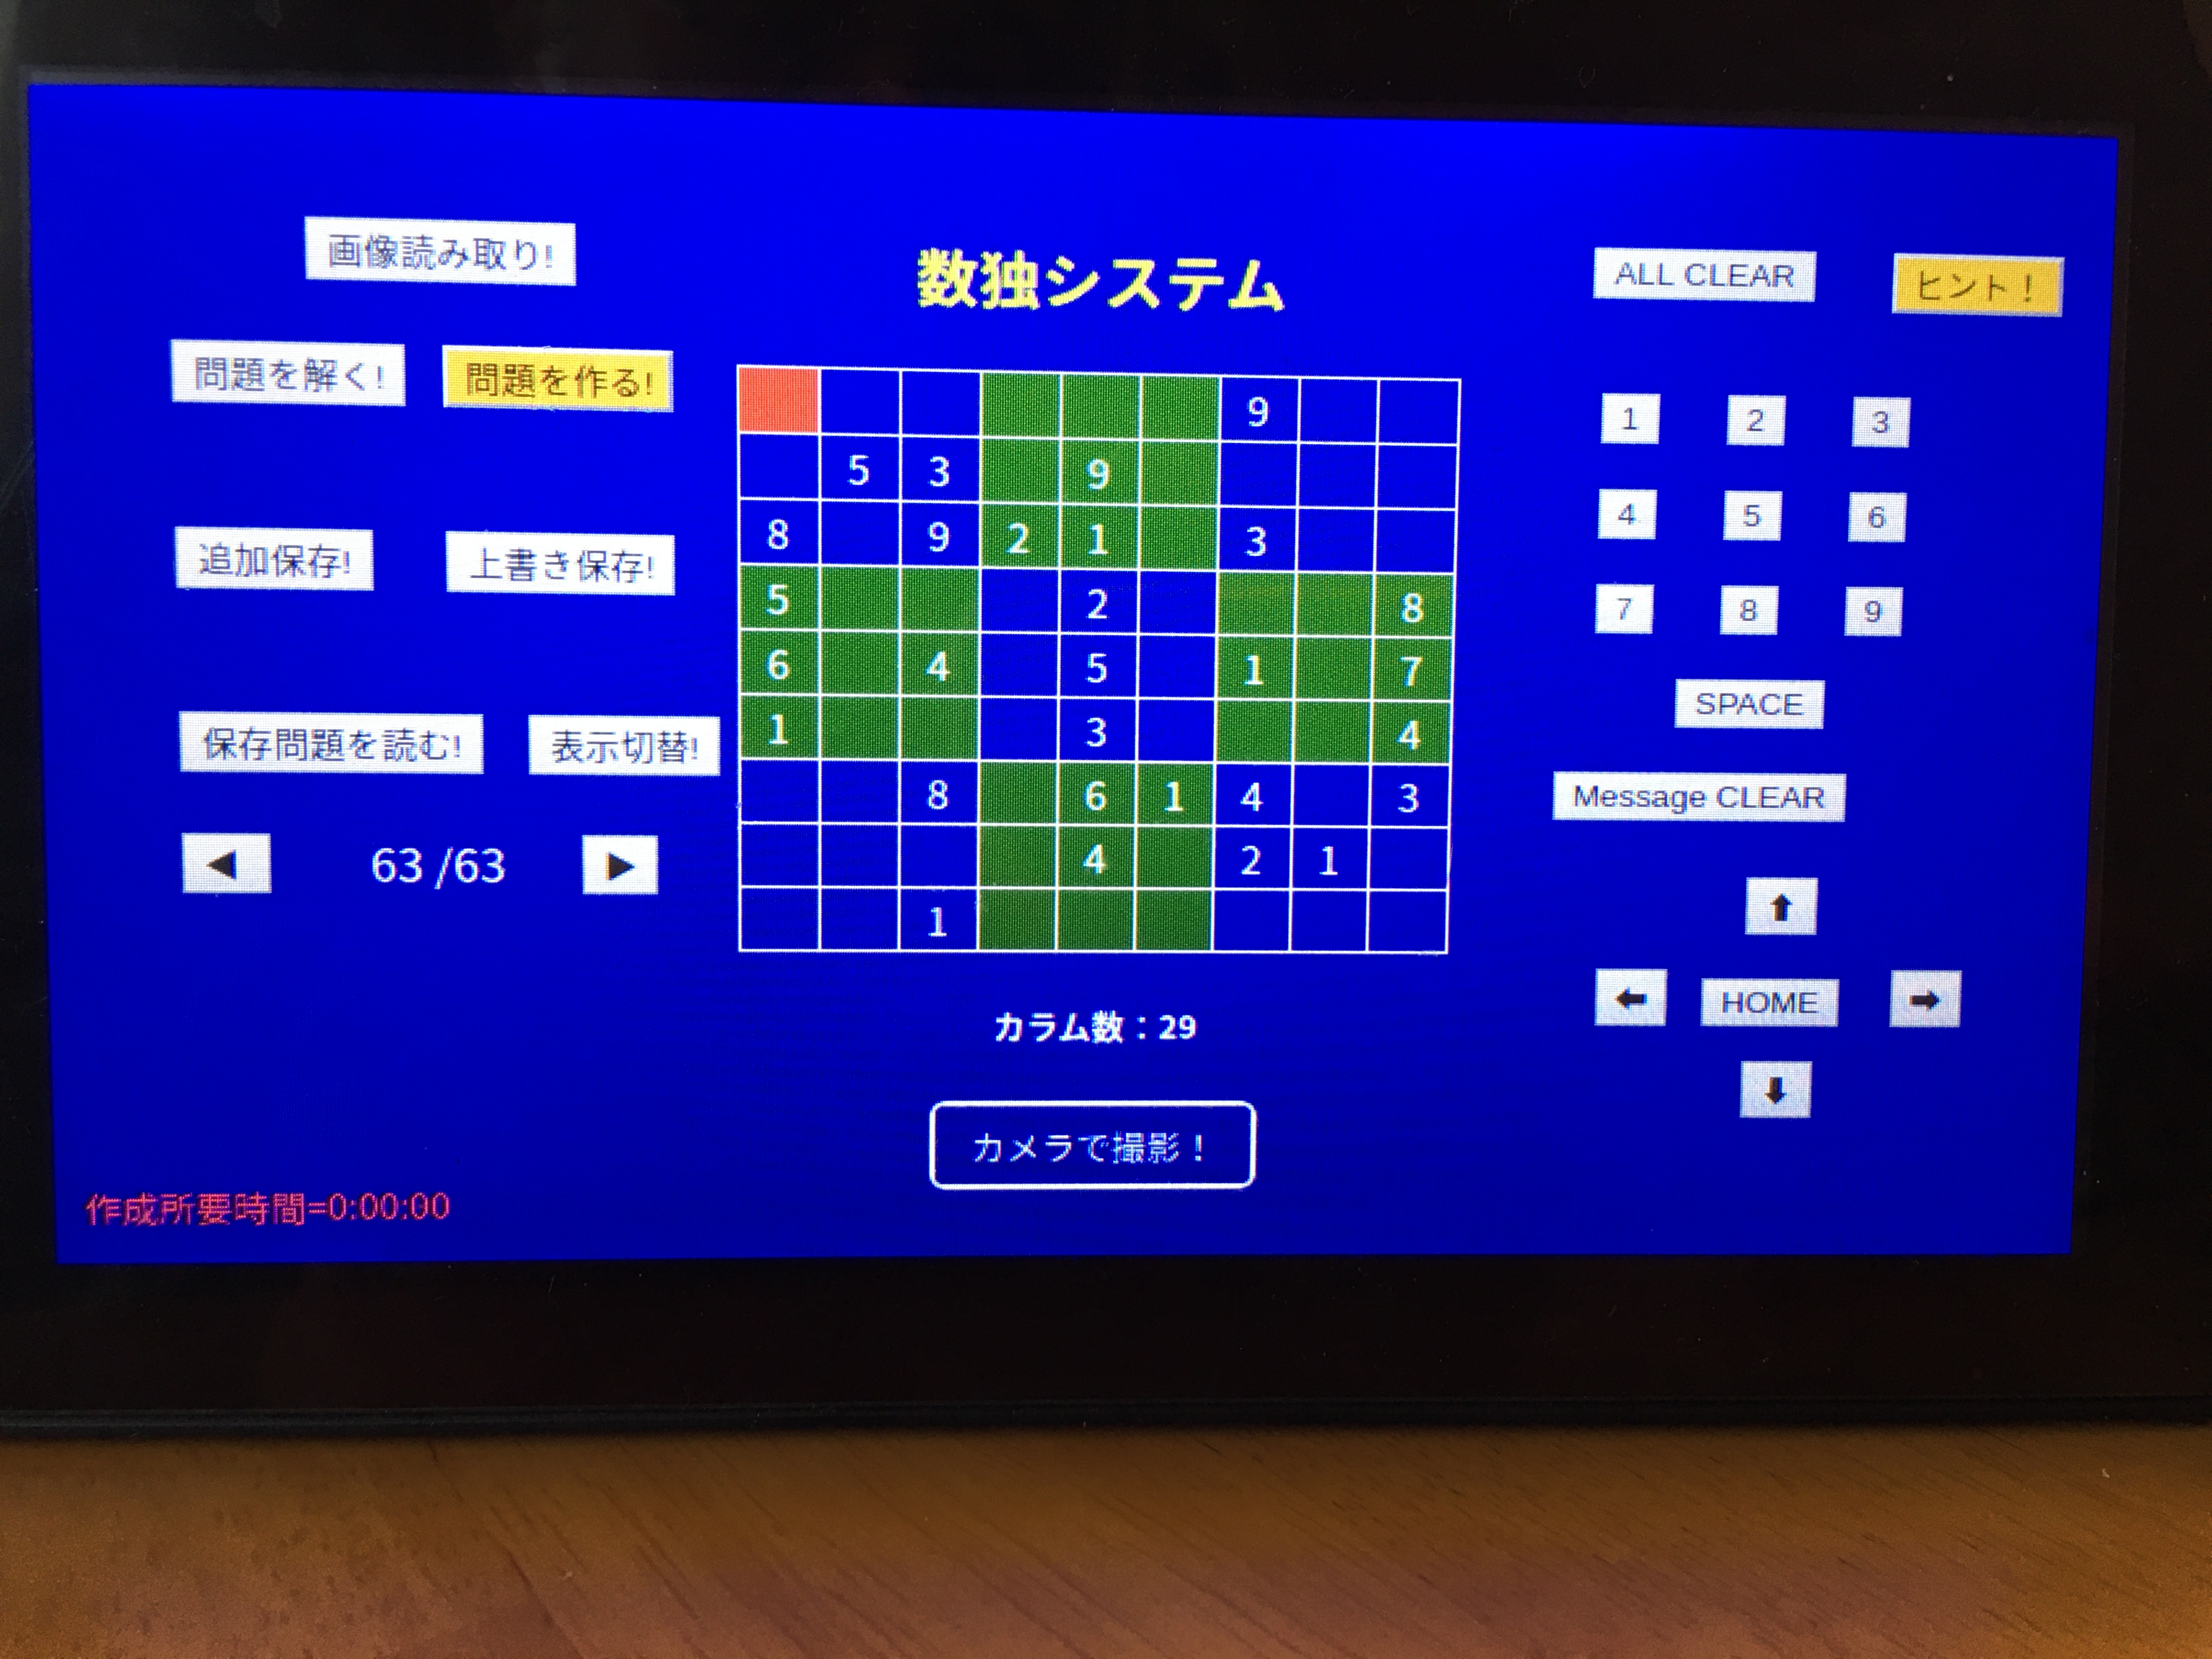 画像読み取り!
数独システム
ALL CLEAR
ヒント！
問題を解く!
問題を作る!
追加保存!
上書き保存!
保存問題を読む!
表示切替!
◀ 63 /63 ▶
9
5 3 9
8 9 2 1 3
5 2 8
6 4 5 1 7
1 3 4
8 6 1 4 3
4 2 1
1
カラム数：29
カメラで撮影！
作成所要時間=0:00:00
1 2 3
4 5 6
7 8 9
SPACE
Message CLEAR
⬆
⬅ HOME ➡
⬇